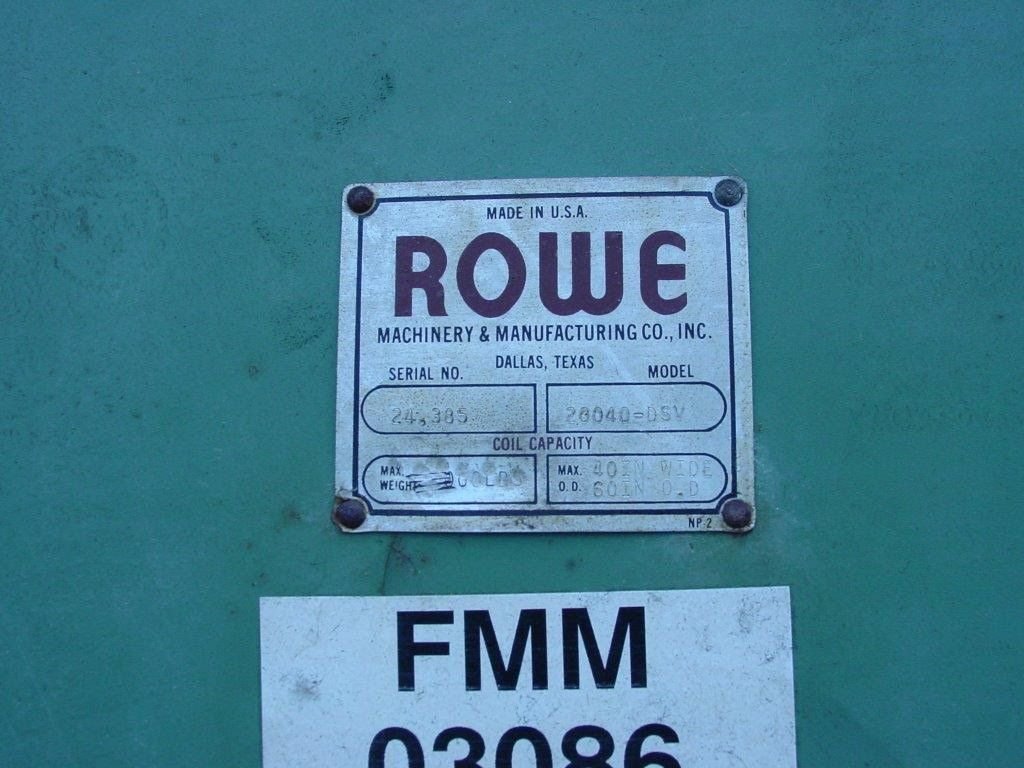 MADE IN U.S.A.
ROWE
MACHINERY & MANUFACTURING CO., INC.
DALLAS, TEXAS
SERIAL NO. MODEL
24,385 20040=DSV
COIL CAPACITY
MAX. WEIGHT
MAX. O.D. 40IN WIDE
60IN O.D
NP-2
FMM
03086